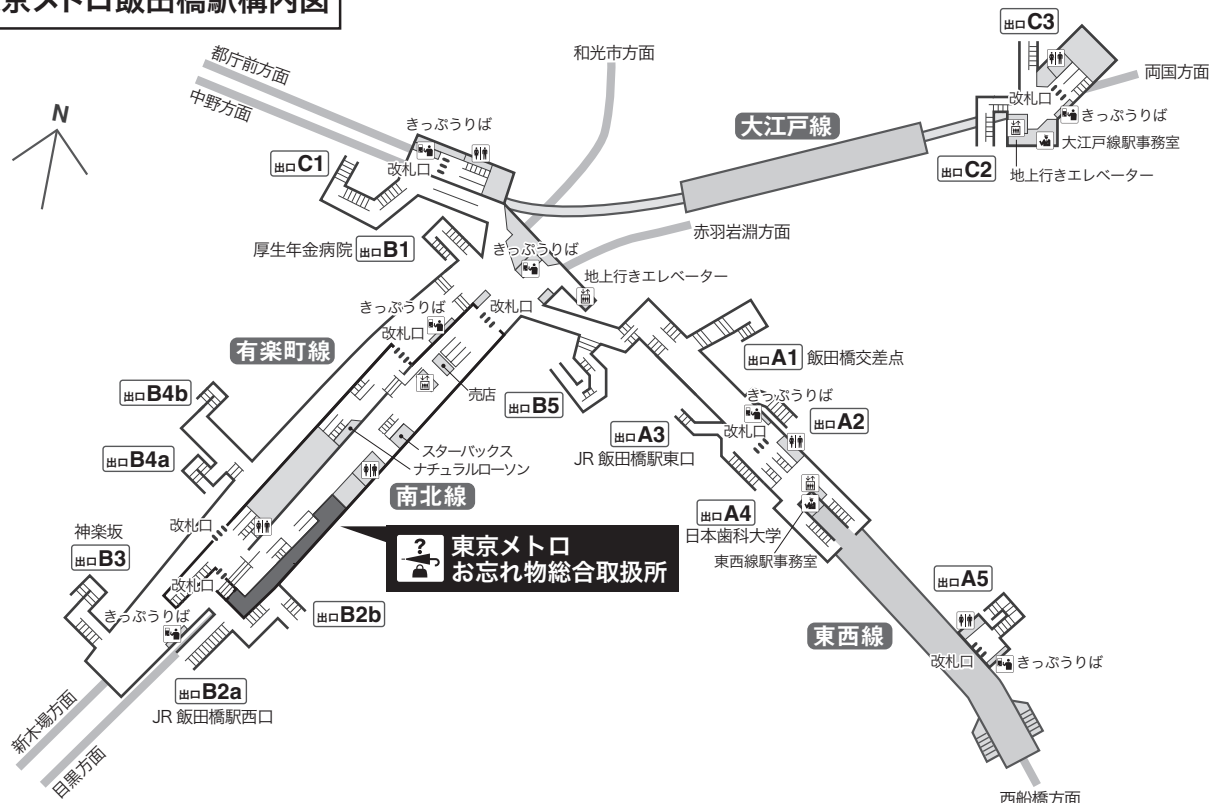 京メトロ飯田橋駅構内図
出口C3
都庁前方面
和光市方面
両国方面
中野方面
N
改札口
きっぷうりば
大江戸線
きっぷうりば
大江戸線駅事務室
出口C1
改札口
出口C2
地上行きエレベーター
赤羽岩淵方面
厚生年金病院 出口B1
きっぷうりば
地上行きエレベーター
きっぷうりば
改札口
改札口
有楽町線
出口A1 飯田橋交差点
出口B4b
売店
出口B5
きっぷうりば
出口A2
出口A3
改札口
JR 飯田橋駅東口
スターバックス
ナチュラルローソン
出口B4a
南北線
出口A4
日本歯科大学
東西線駅事務室
改札口
神楽坂
出口B3
?
東京メトロ
お忘れ物総合取扱所
改札口
出口A5
きっぷうりば
出口B2b
東西線
改札口
きっぷうりば
出口B2a
JR 飯田橋駅西口
新木場方面
目黒方面
西船橋方面